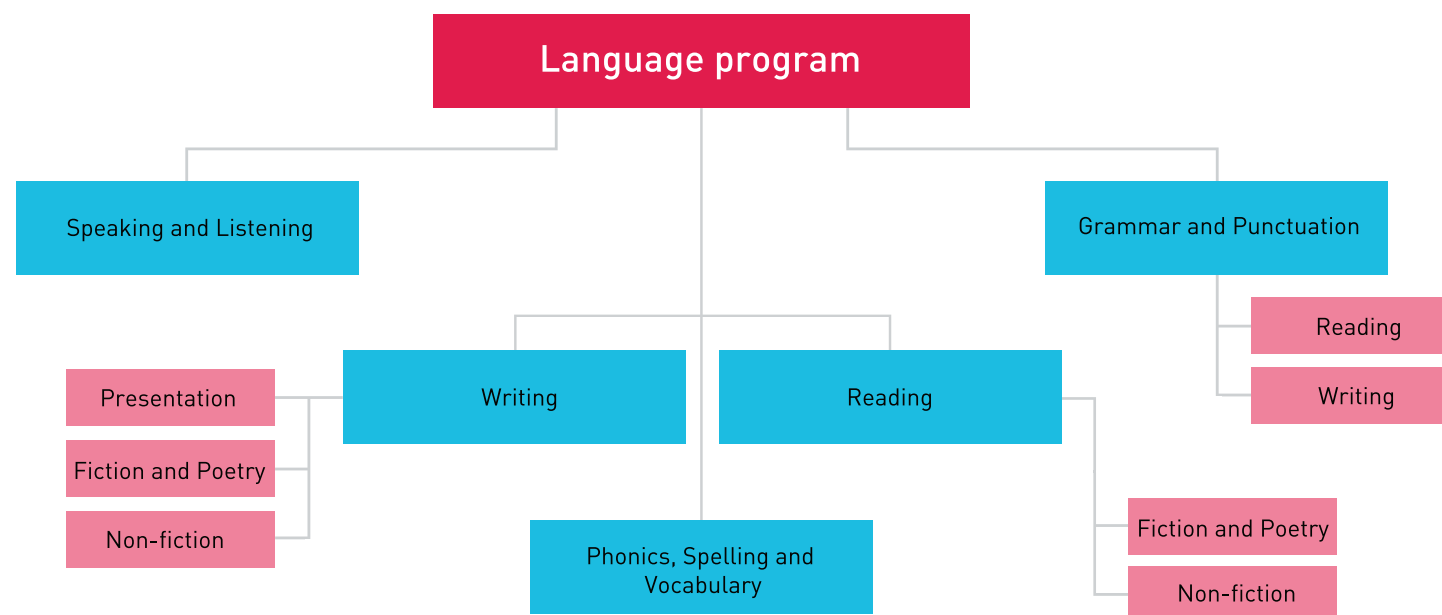 Language program
Speaking and Listening
Grammar and Punctuation
Reading
Writing
Writing
Presentation
Fiction and Poetry
Non-fiction
Reading
Fiction and Poetry
Non-fiction
Phonics, Spelling and
Vocabulary